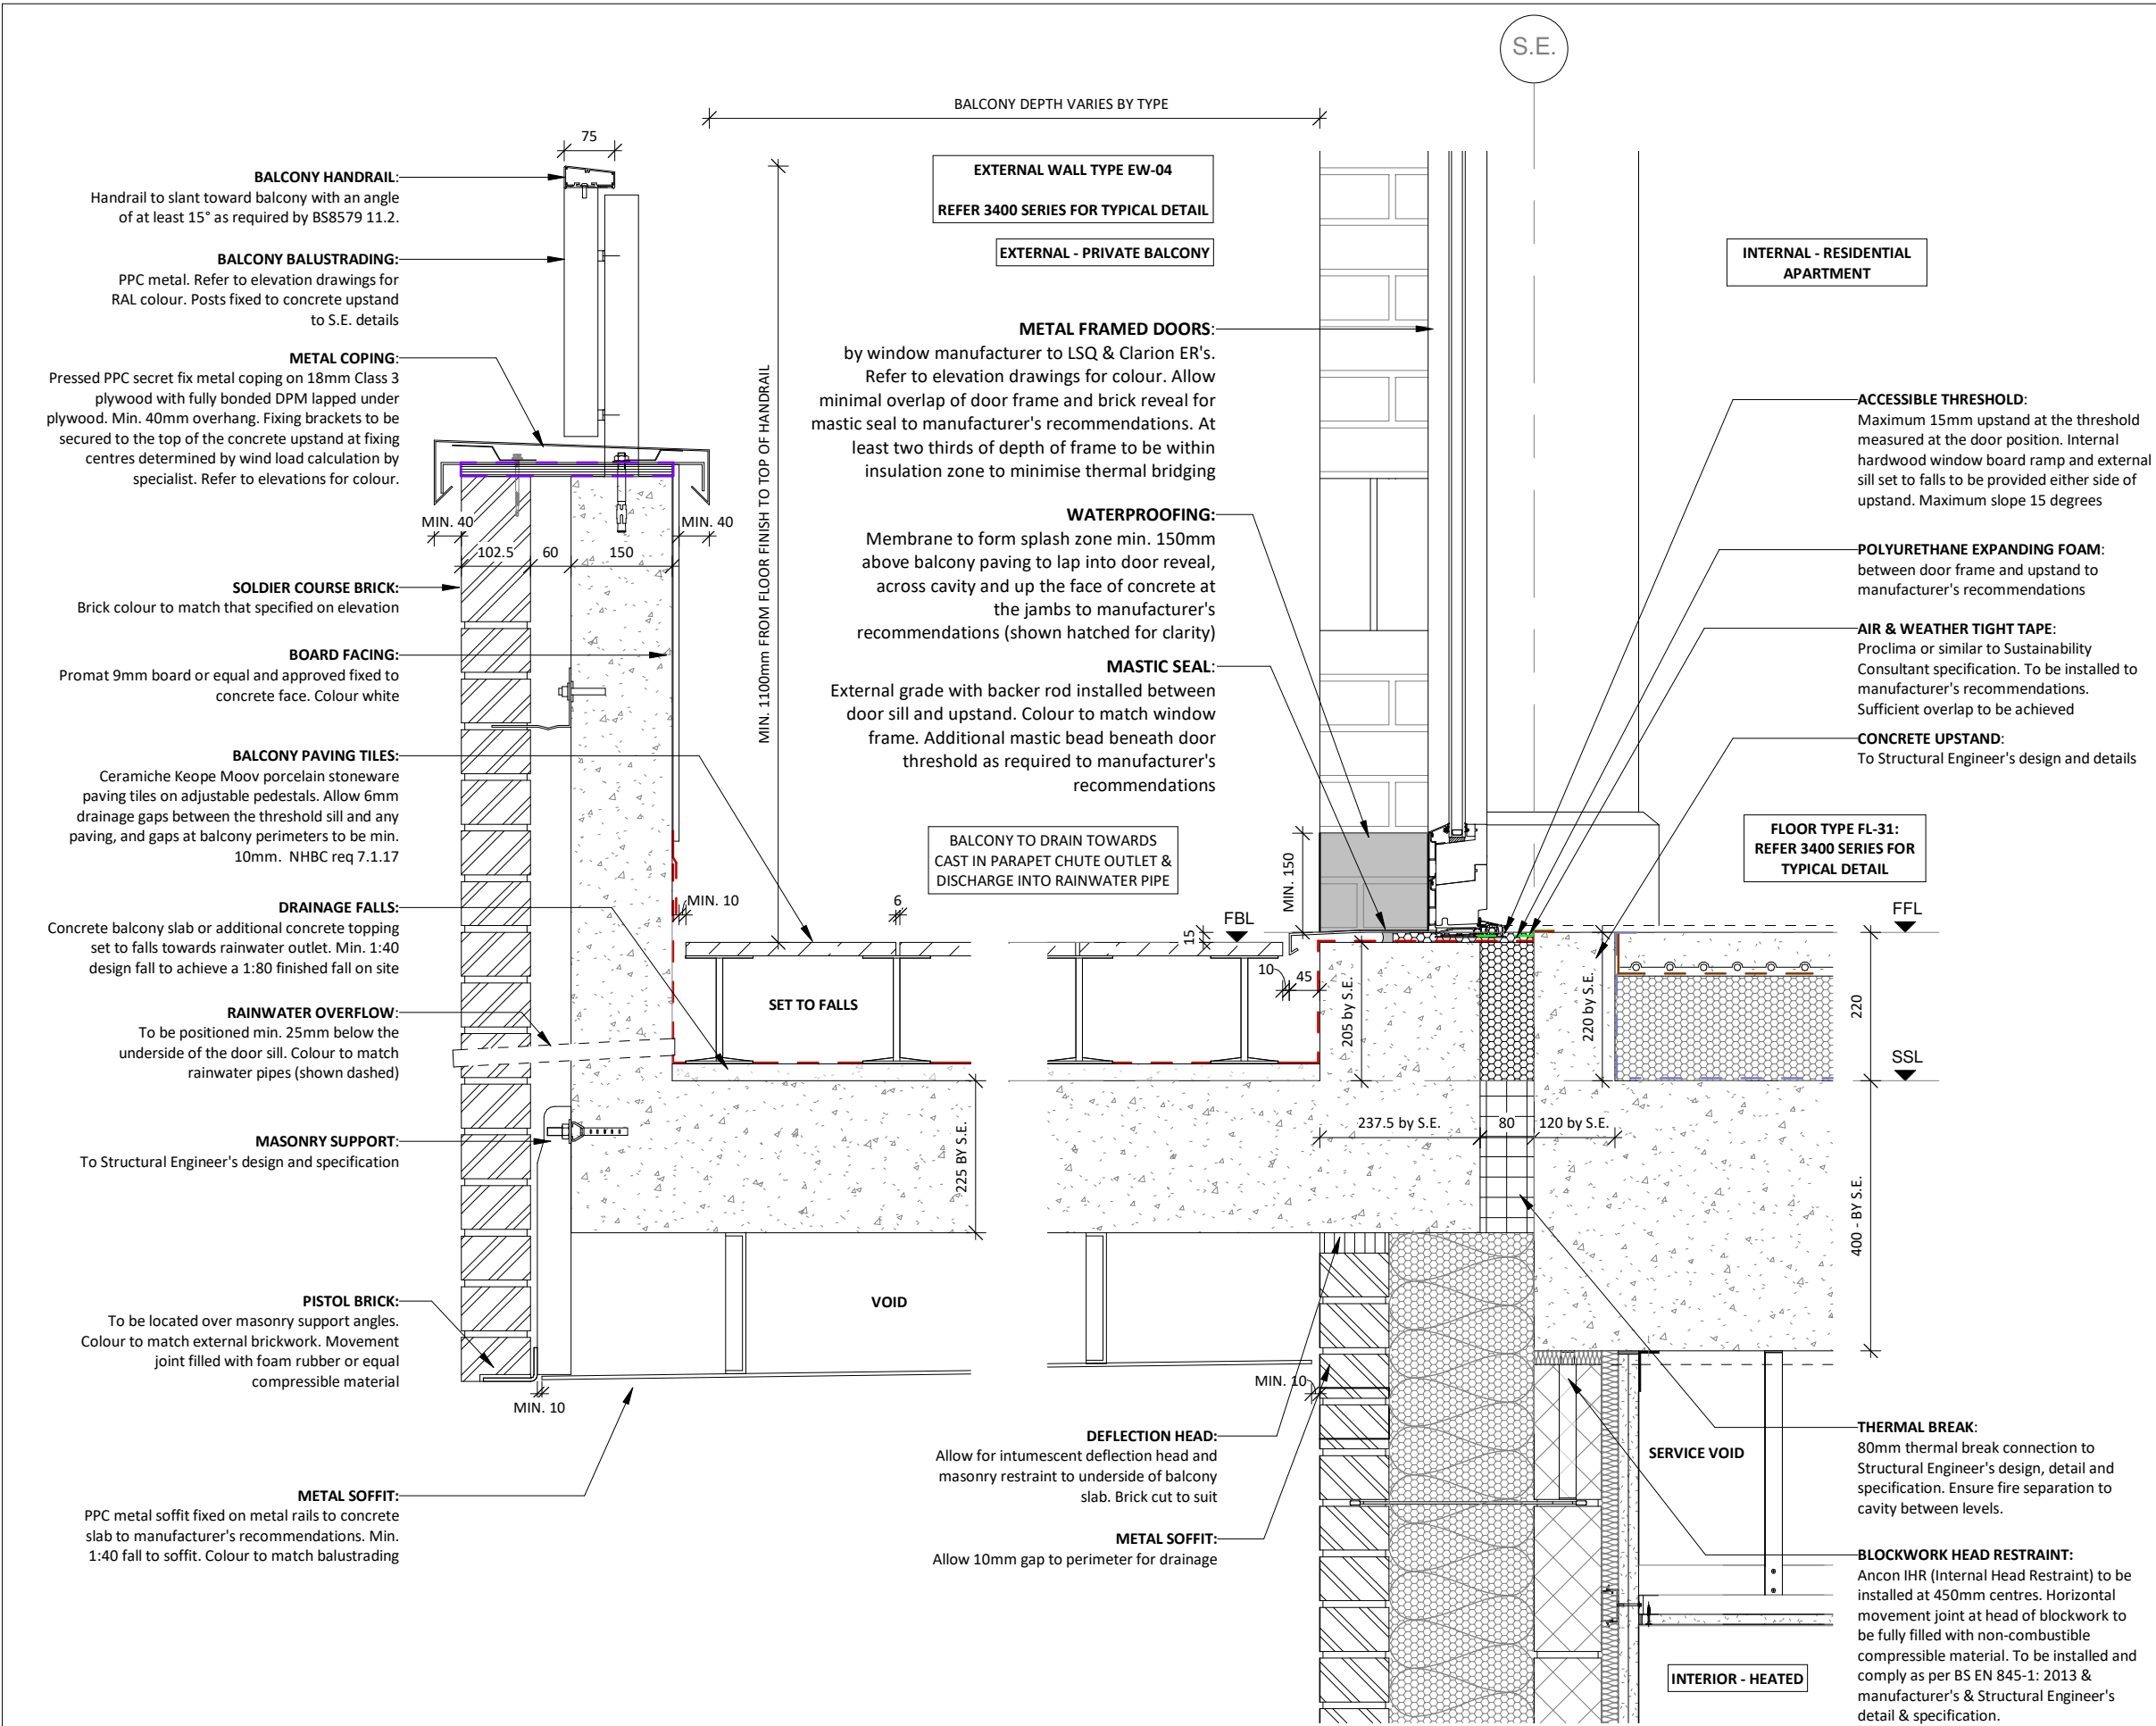 S.E.
BALCONY DEPTH VARIES BY TYPE
75
BALCONY HANDRAIL:
Handrail to slant toward balcony with an angle
of at least 15° as required by BS8579 11.2.
BALCONY BALUSTRADING:
PPC metal. Refer to elevation drawings for
RAL colour. Posts fixed to concrete upstand
to S.E. details
METAL COPING:
Pressed PPC secret fix metal coping on 18mm Class 3
plywood with fully bonded DPM lapped under
plywood. Min. 40mm overhang. Fixing brackets to be
secured to the top of the concrete upstand at fixing
centres determined by wind load calculation by
specialist. Refer to elevations for colour.
MIN. 40
MIN. 40
102.5
60
150
SOLDIER COURSE BRICK:
Brick colour to match that specified on elevation
BOARD FACING:
Promat 9mm board or equal and approved fixed to
concrete face. Colour white
BALCONY PAVING TILES:
Ceramiche Keope Moov porcelain stoneware
paving tiles on adjustable pedestals. Allow 6mm
drainage gaps between the threshold sill and any
paving, and gaps at balcony perimeters to be min.
10mm.  NHBC req 7.1.17
DRAINAGE FALLS:
Concrete balcony slab or additional concrete topping
set to falls towards rainwater outlet. Min. 1:40
design fall to achieve a 1:80 finished fall on site
RAINWATER OVERFLOW:
To be positioned min. 25mm below the
underside of the door sill. Colour to match
rainwater pipes (shown dashed)
MASONRY SUPPORT:
To Structural Engineer's design and specification
PISTOL BRICK:
To be located over masonry support angles.
Colour to match external brickwork. Movement
joint filled with foam rubber or equal
compressible material
MIN. 10
METAL SOFFIT:
PPC metal soffit fixed on metal rails to concrete
slab to manufacturer's recommendations. Min.
1:40 fall to soffit. Colour to match balustrading
MIN. 1100mm FROM FLOOR FINISH TO TOP OF HANDRAIL
EXTERNAL WALL TYPE EW-04
REFER 3400 SERIES FOR TYPICAL DETAIL
EXTERNAL - PRIVATE BALCONY
METAL FRAMED DOORS:
by window manufacturer to LSQ & Clarion ER's.
Refer to elevation drawings for colour. Allow
minimal overlap of door frame and brick reveal for
mastic seal to manufacturer's recommendations. At
least two thirds of depth of frame to be within
insulation zone to minimise thermal bridging
WATERPROOFING:
Membrane to form splash zone min. 150mm
above balcony paving to lap into door reveal,
across cavity and up the face of concrete at
the jambs to manufacturer's
recommendations (shown hatched for clarity)
MASTIC SEAL:
External grade with backer rod installed between
door sill and upstand. Colour to match window
frame. Additional mastic bead beneath door
threshold as required to manufacturer's
recommendations
BALCONY TO DRAIN TOWARDS
CAST IN PARAPET CHUTE OUTLET &
DISCHARGE INTO RAINWATER PIPE
MIN. 10
6
15
FBL
MIN. 150
10
45
SET TO FALLS
205 by S.E.
220 by S.E.
237.5 by S.E.
80
120 by S.E.
225 BY S.E.
VOID
MIN. 10
DEFLECTION HEAD:
Allow for intumescent deflection head and
masonry restraint to underside of balcony
slab. Brick cut to suit
METAL SOFFIT:
Allow 10mm gap to perimeter for drainage
INTERNAL - RESIDENTIAL
APARTMENT
ACCESSIBLE THRESHOLD:
Maximum 15mm upstand at the threshold
measured at the door position. Internal
hardwood window board ramp and external
sill set to falls to be provided either side of
upstand. Maximum slope 15 degrees
POLYURETHANE EXPANDING FOAM:
between door frame and upstand to
manufacturer's recommendations
AIR & WEATHER TIGHT TAPE:
Proclima or similar to Sustainability
Consultant specification. To be installed to
manufacturer's recommendations.
Sufficient overlap to be achieved
CONCRETE UPSTAND:
To Structural Engineer's design and details
FLOOR TYPE FL-31:
REFER 3400 SERIES FOR
TYPICAL DETAIL
FFL
220
SSL
400 - BY S.E.
SERVICE VOID
THERMAL BREAK:
80mm thermal break connection to
Structural Engineer's design, detail and
specification. Ensure fire separation to
cavity between levels.
BLOCKWORK HEAD RESTRAINT:
Ancon IHR (Internal Head Restraint) to be
installed at 450mm centres. Horizontal
movement joint at head of blockwork to
be fully filled with non-combustible
compressible material. To be installed and
comply as per BS EN 845-1: 2013 &
manufacturer's & Structural Engineer's
detail & specification.
INTERIOR - HEATED